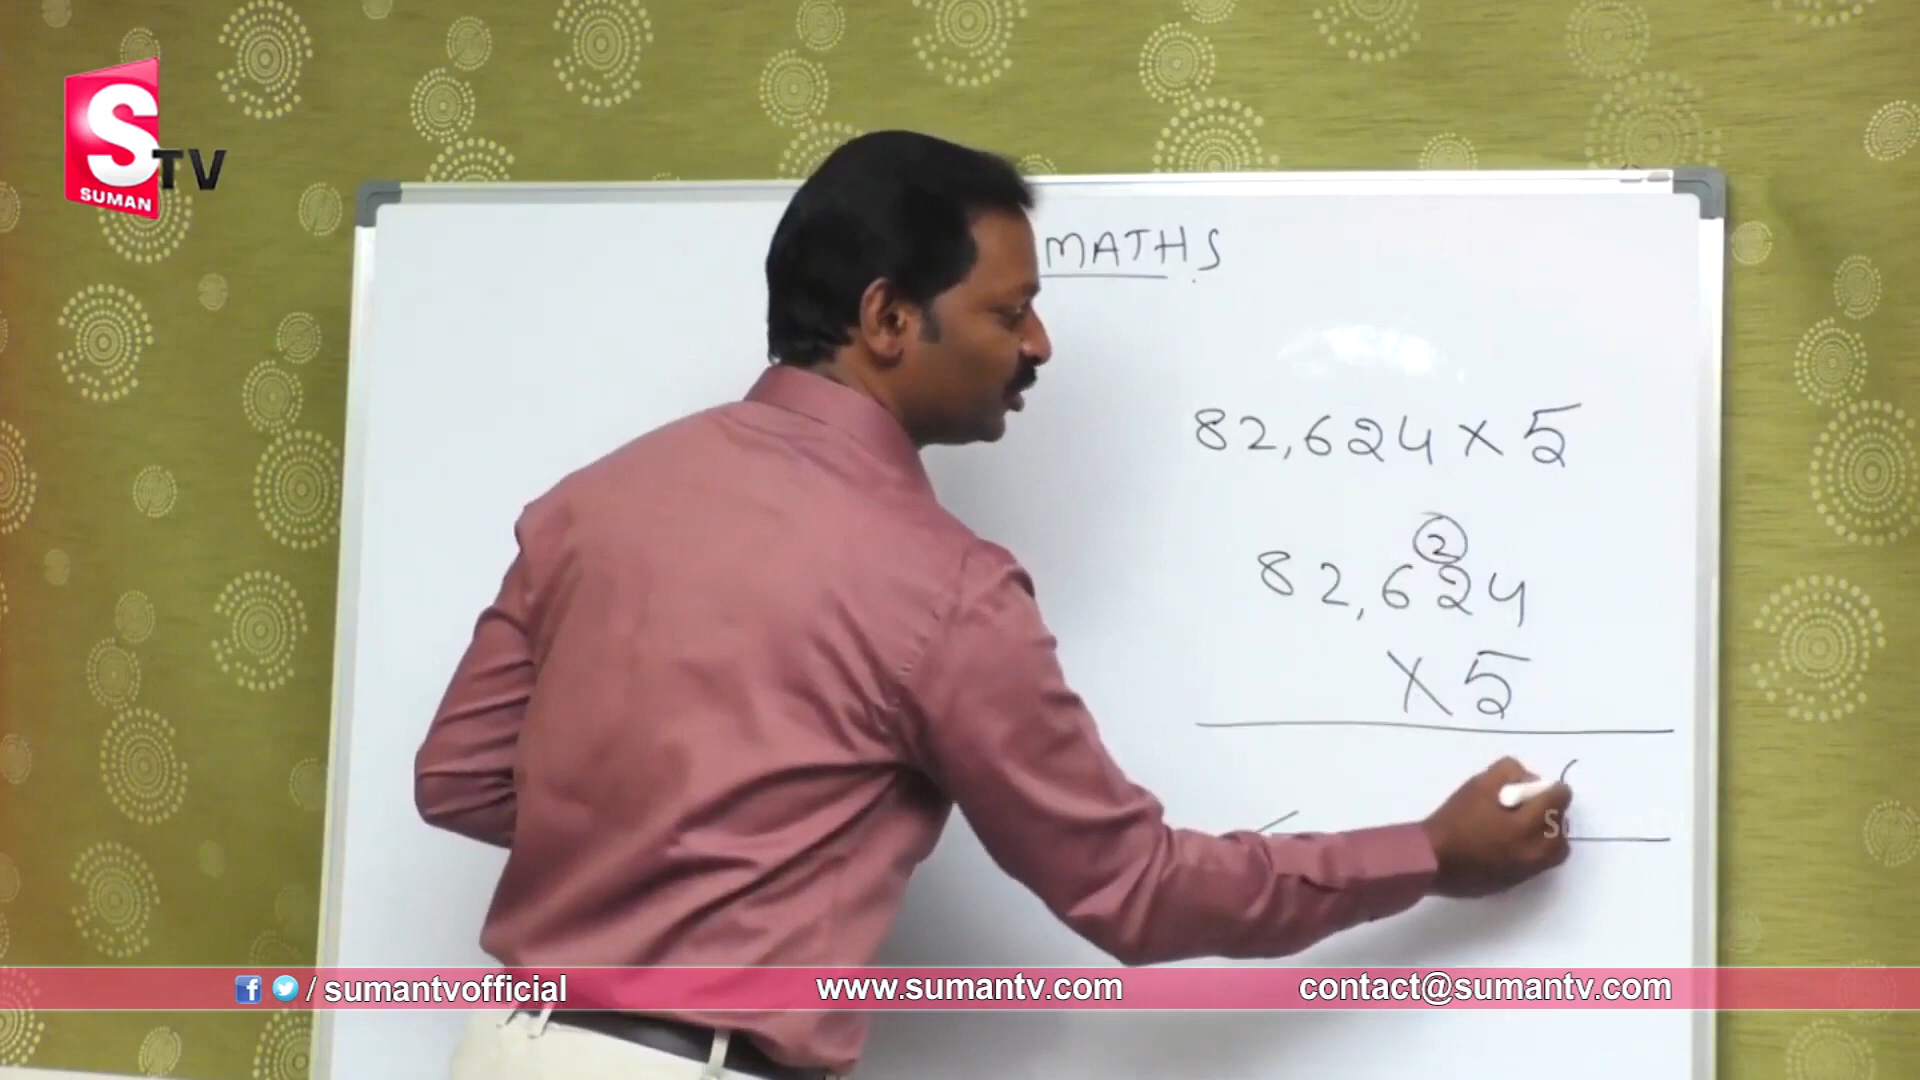 S
TV
SUMAN
MATHS
82,624 x 5
2
82,624
x 5
/ sumantvofficial
www.sumantv.com
contact@sumantv.com